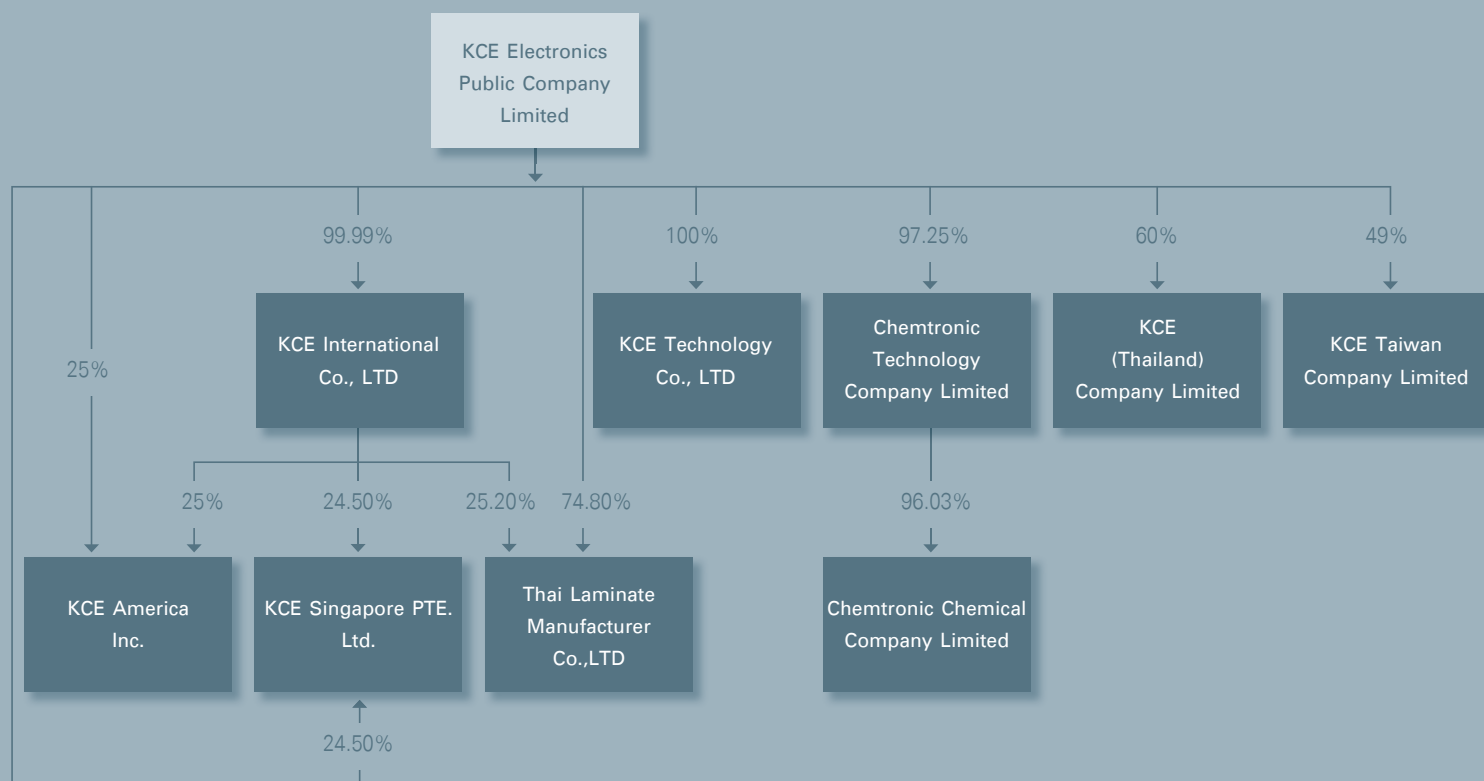 KCE Electronics
Public Company
Limited
99.99%
100%
97.25%
60%
49%
KCE International
Co., LTD
KCE Technology
Co., LTD
Chemtronic
Technology
Company Limited
KCE
(Thailand)
Company Limited
KCE Taiwan
Company Limited
25%
25%
24.50%
25.20%
74.80%
96.03%
KCE America
Inc.
KCE Singapore PTE.
Ltd.
Thai Laminate
Manufacturer
Co.,LTD
Chemtronic Chemical
Company Limited
24.50%